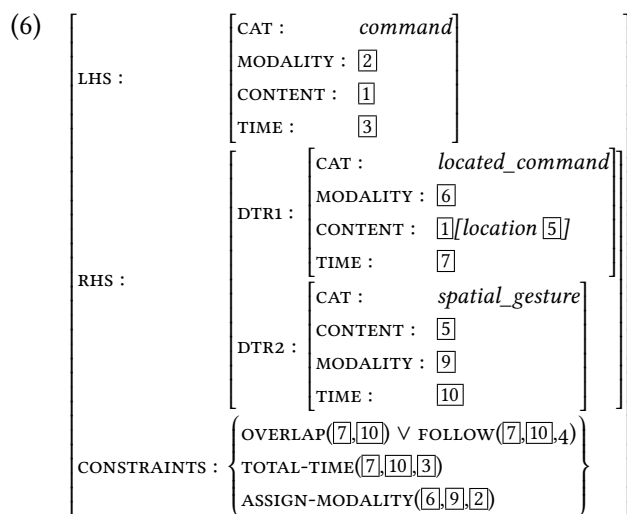 (6)
CAT : command
MODALITY : 2
LHS :
CONTENT : 1
TIME : 3
CAT : located_command
MODALITY : 6
DTR1 :
CONTENT : 1[location 5]
TIME : 7
RHS :
CAT : spatial_gesture
CONTENT : 5
DTR2 :
MODALITY : 9
TIME : 10
OVERLAP(7,10) ∨ FOLLOW(7,10,4)
CONSTRAINTS : TOTAL-TIME(7,10,3)
ASSIGN-MODALITY(6,9,2)